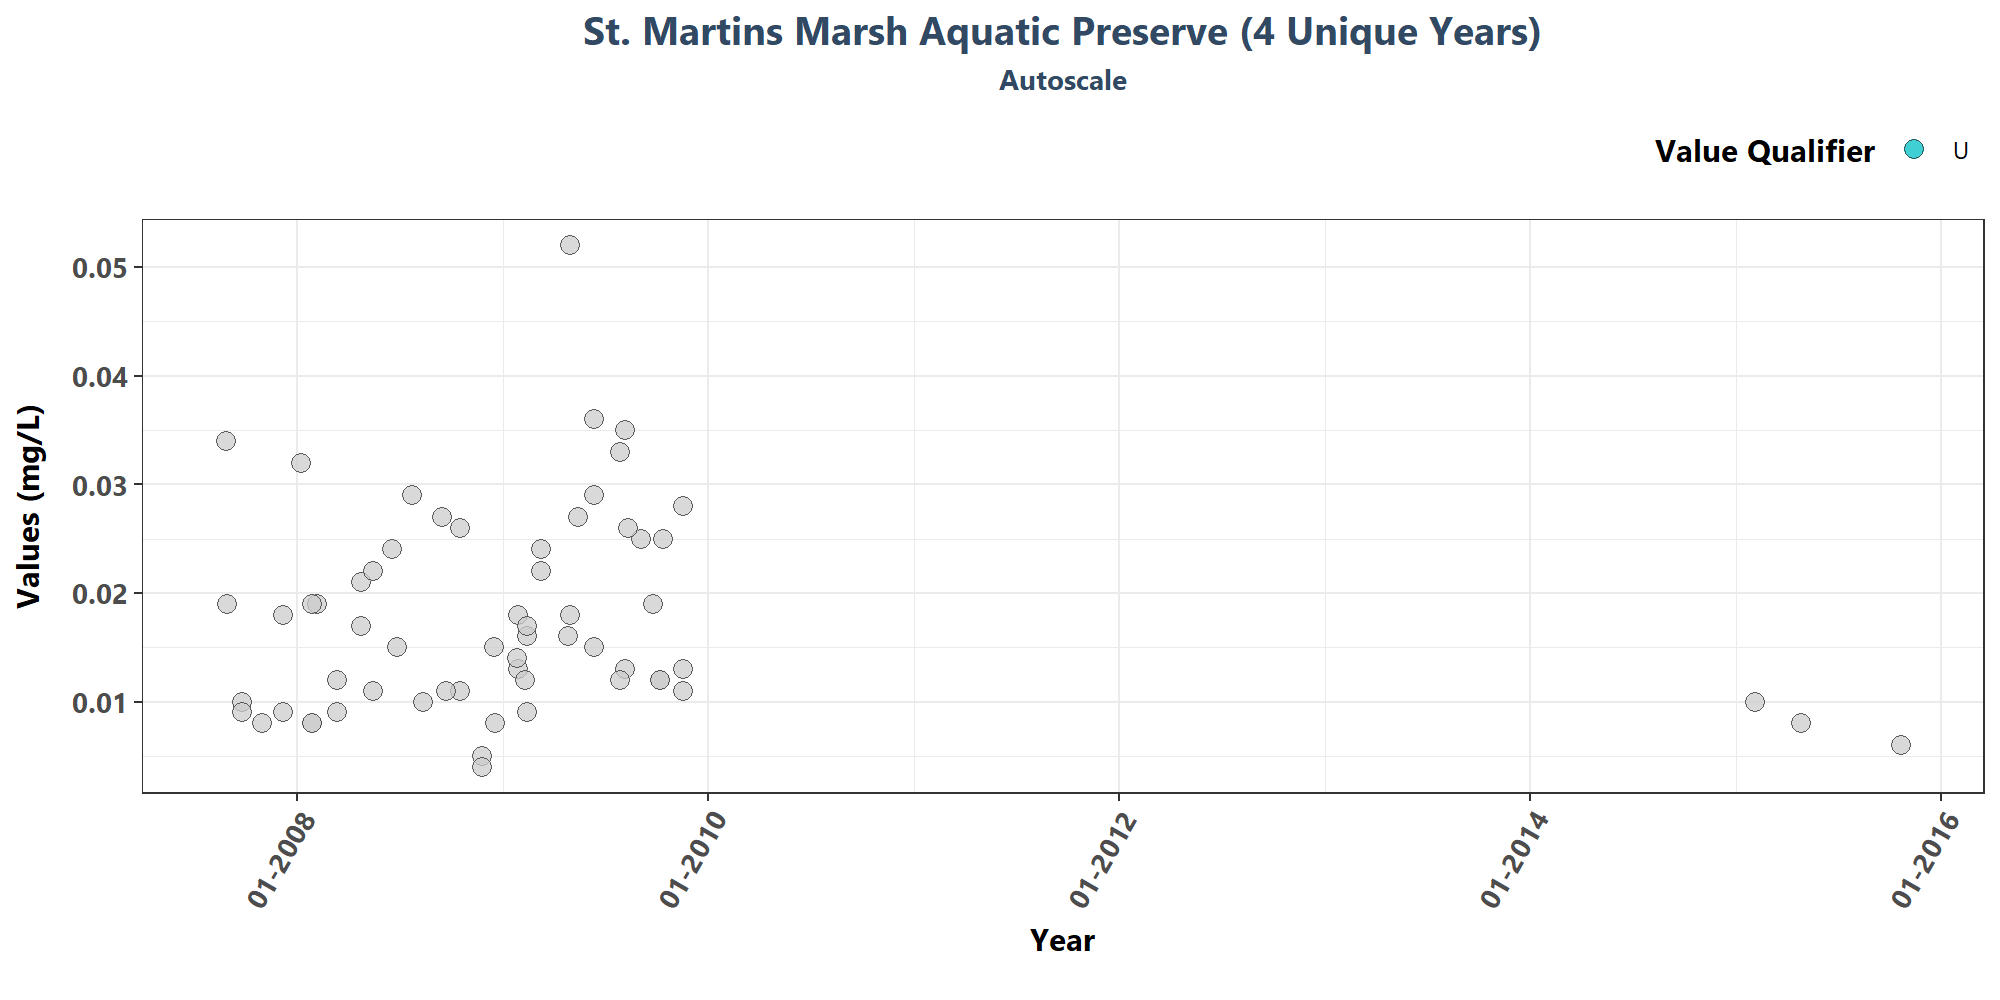 St. Martins Marsh Aquatic Preserve (4 Unique Years)
Autoscale
Value Qualifier U
0.05
0.04
0.03
0.02
0.01
Values (mg/L)
01-2008
01-2010
01-2012
01-2014
01-2016
Year